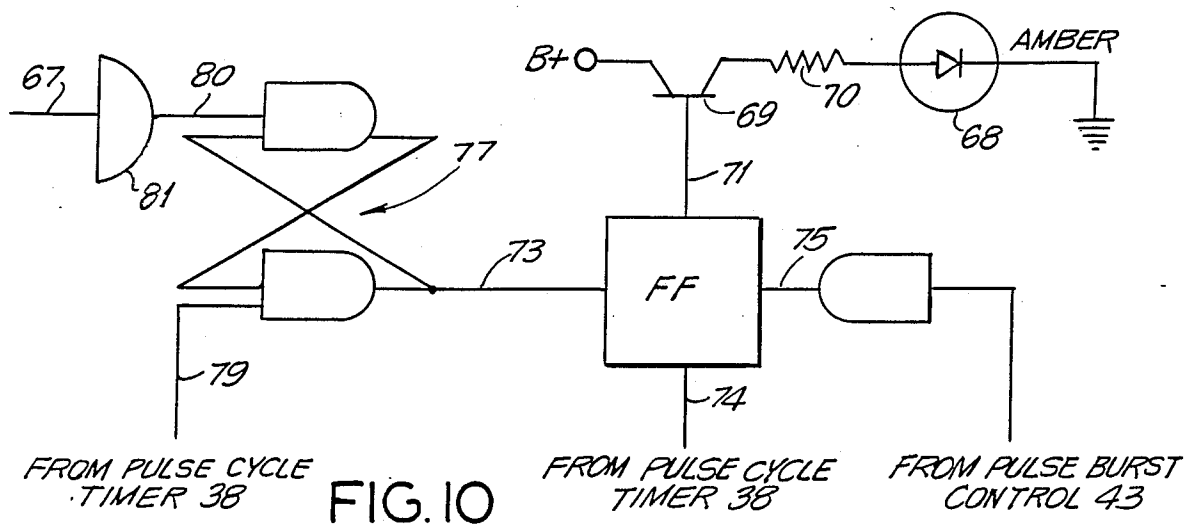 67
80
81
77
B+
69
70
AMBER
68
71
73
FF
75
79
74
FROM PULSE CYCLE
TIMER 38
FROM PULSE CYCLE
TIMER 38
FROM PULSE BURST
CONTROL 43
FIG. 10